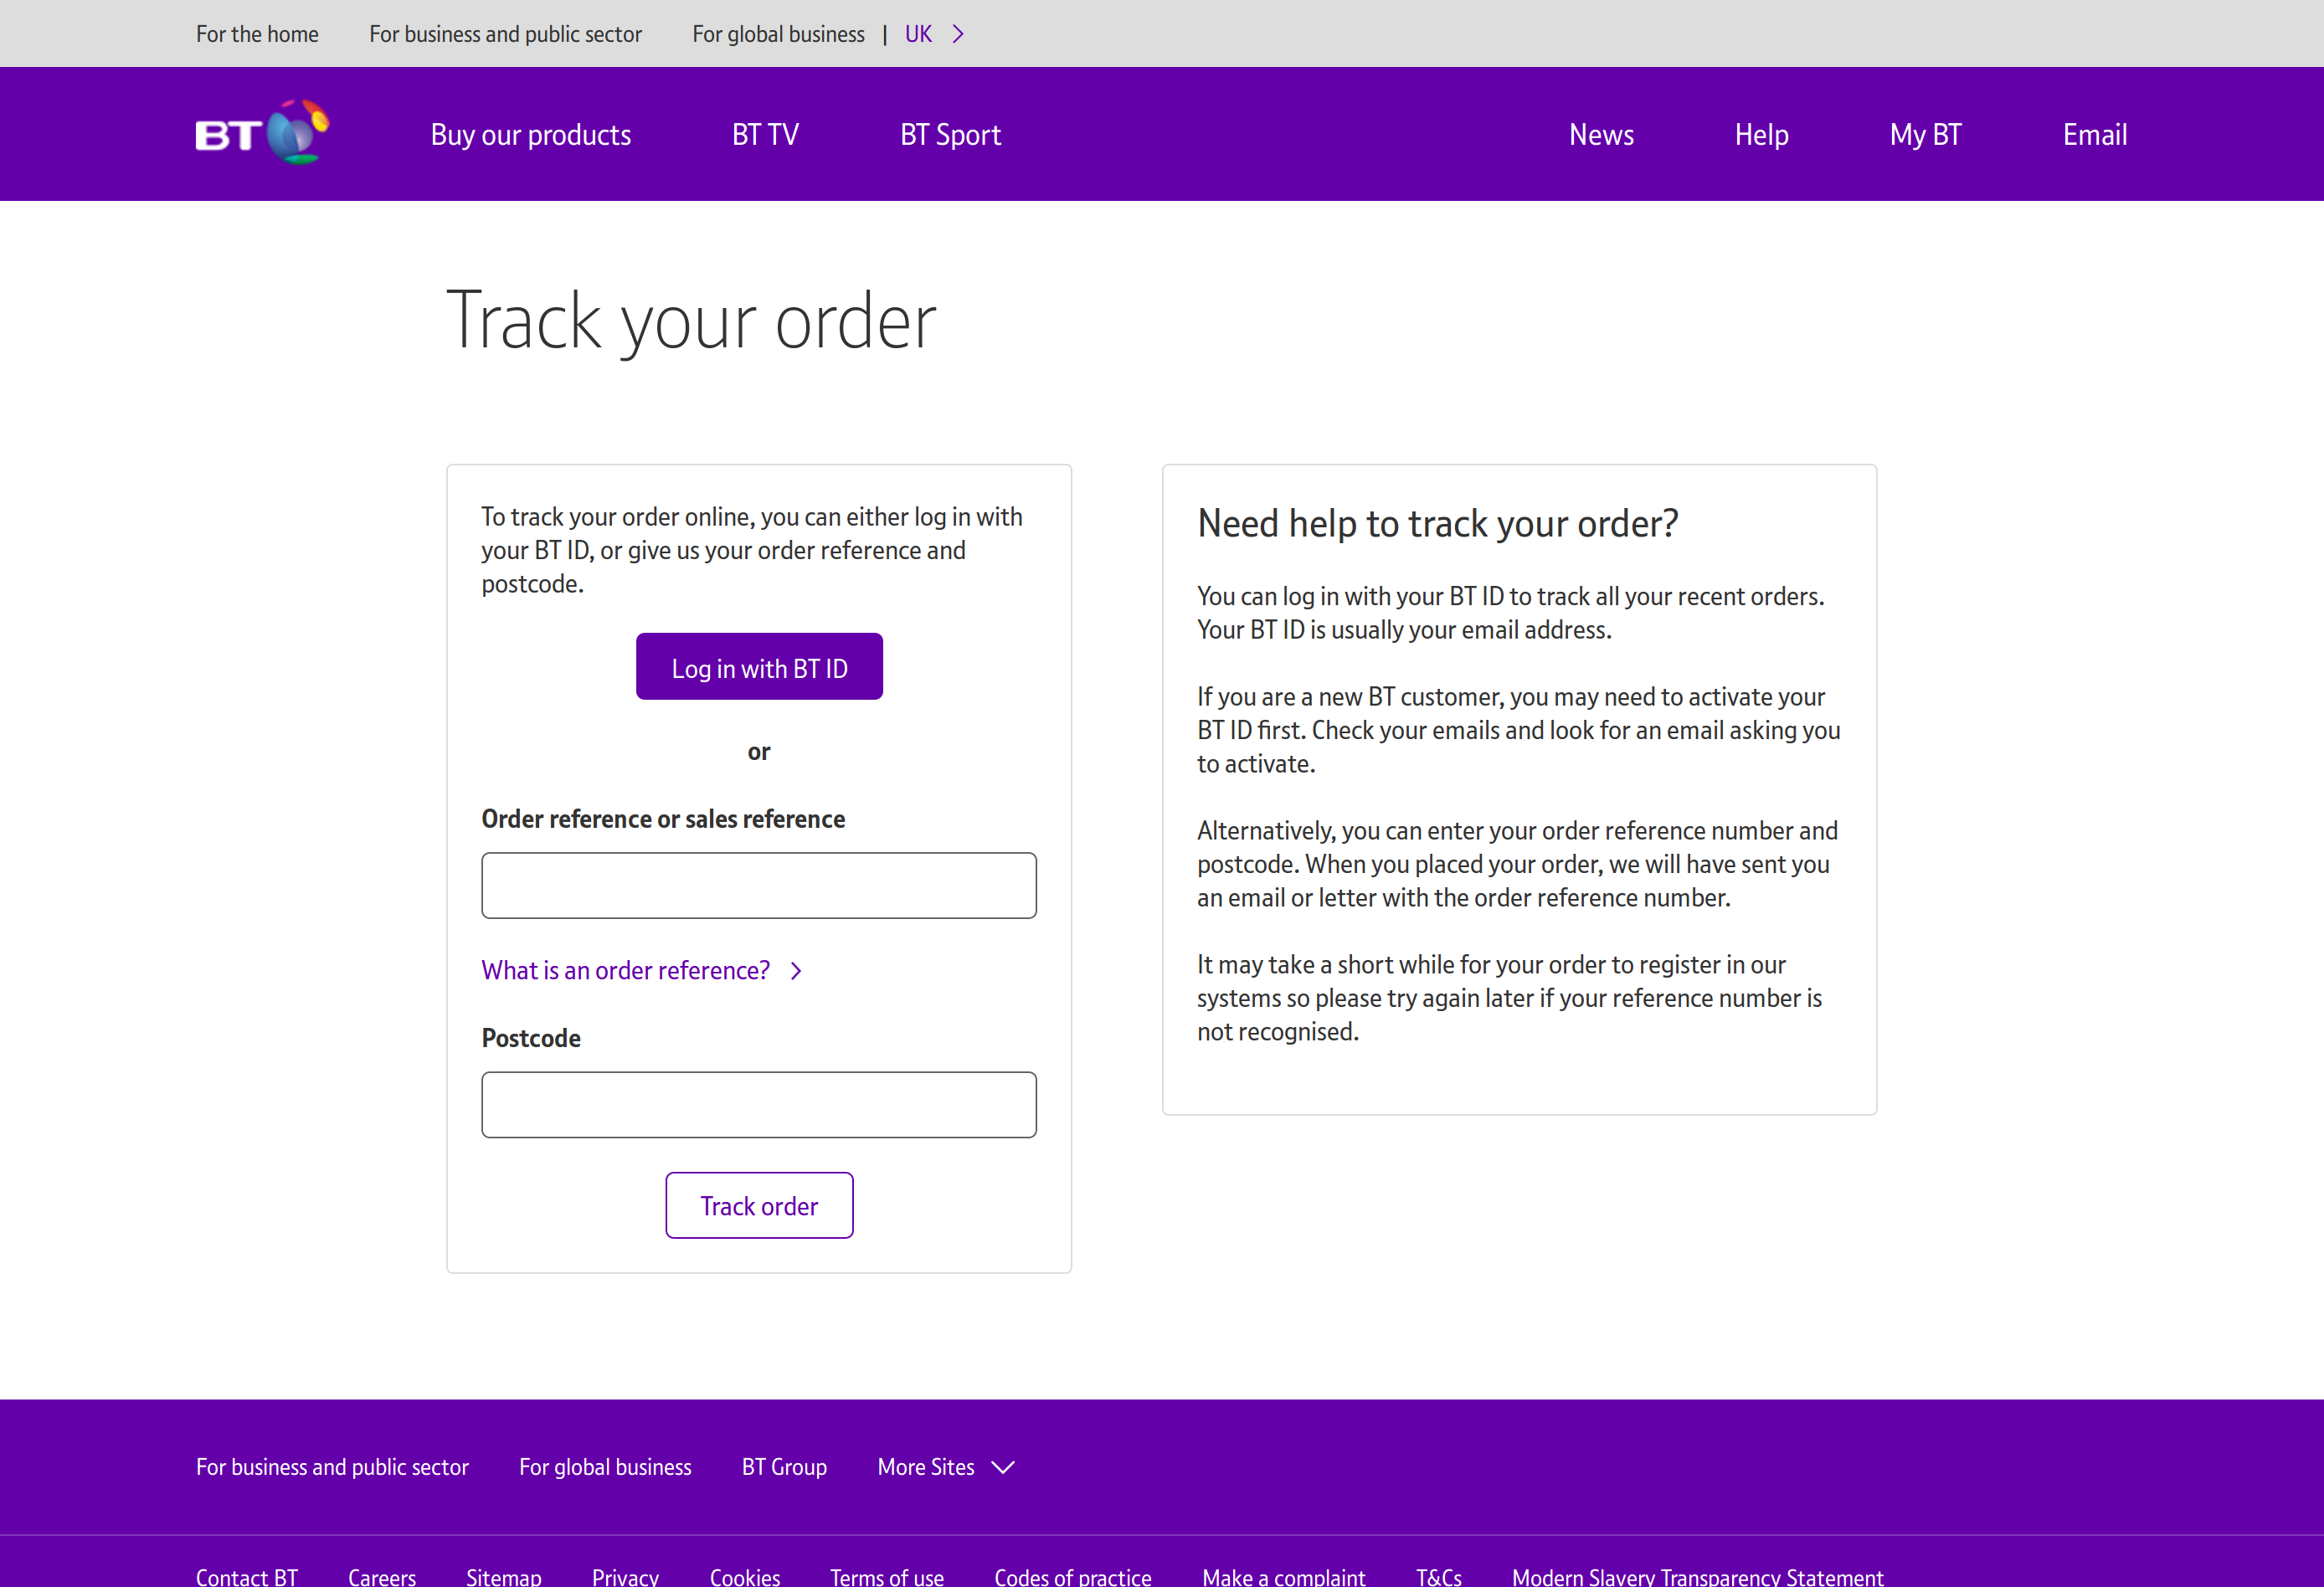 For the home For business and public sector For global business | UK
BT Buy our products BT TV BT Sport News Help My BT Email
Track your order
To track your order online, you can either log in with
your BT ID, or give us your order reference and
postcode.
Log in with BT ID
or
Order reference or sales reference
What is an order reference?
Postcode
Track order
Need help to track your order?
You can log in with your BT ID to track all your recent orders.
Your BT ID is usually your email address.
If you are a new BT customer, you may need to activate your
BT ID first. Check your emails and look for an email asking you
to activate.
Alternatively, you can enter your order reference number and
postcode. When you placed your order, we will have sent you
an email or letter with the order reference number.
It may take a short while for your order to register in our
systems so please try again later if your reference number is
not recognised.
For business and public sector For global business BT Group More Sites
Contact BT Careers Sitemap Privacy Cookies Terms of use Codes of practice Make a complaint T&Cs Modern Slavery Transparency Statement